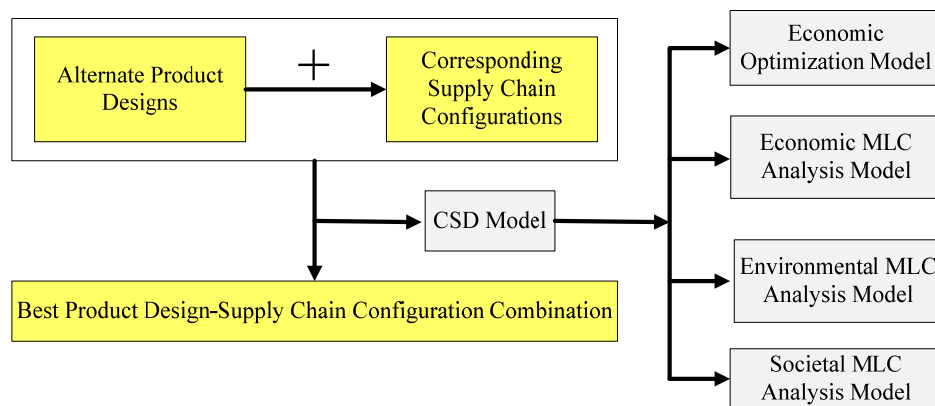 Alternate Product
Designs
+
Corresponding
Supply Chain
Configurations
Economic
Optimization Model
Economic MLC
Analysis Model
CSD Model
Environmental MLC
Analysis Model
Best Product Design-Supply Chain Configuration Combination
Societal MLC
Analysis Model